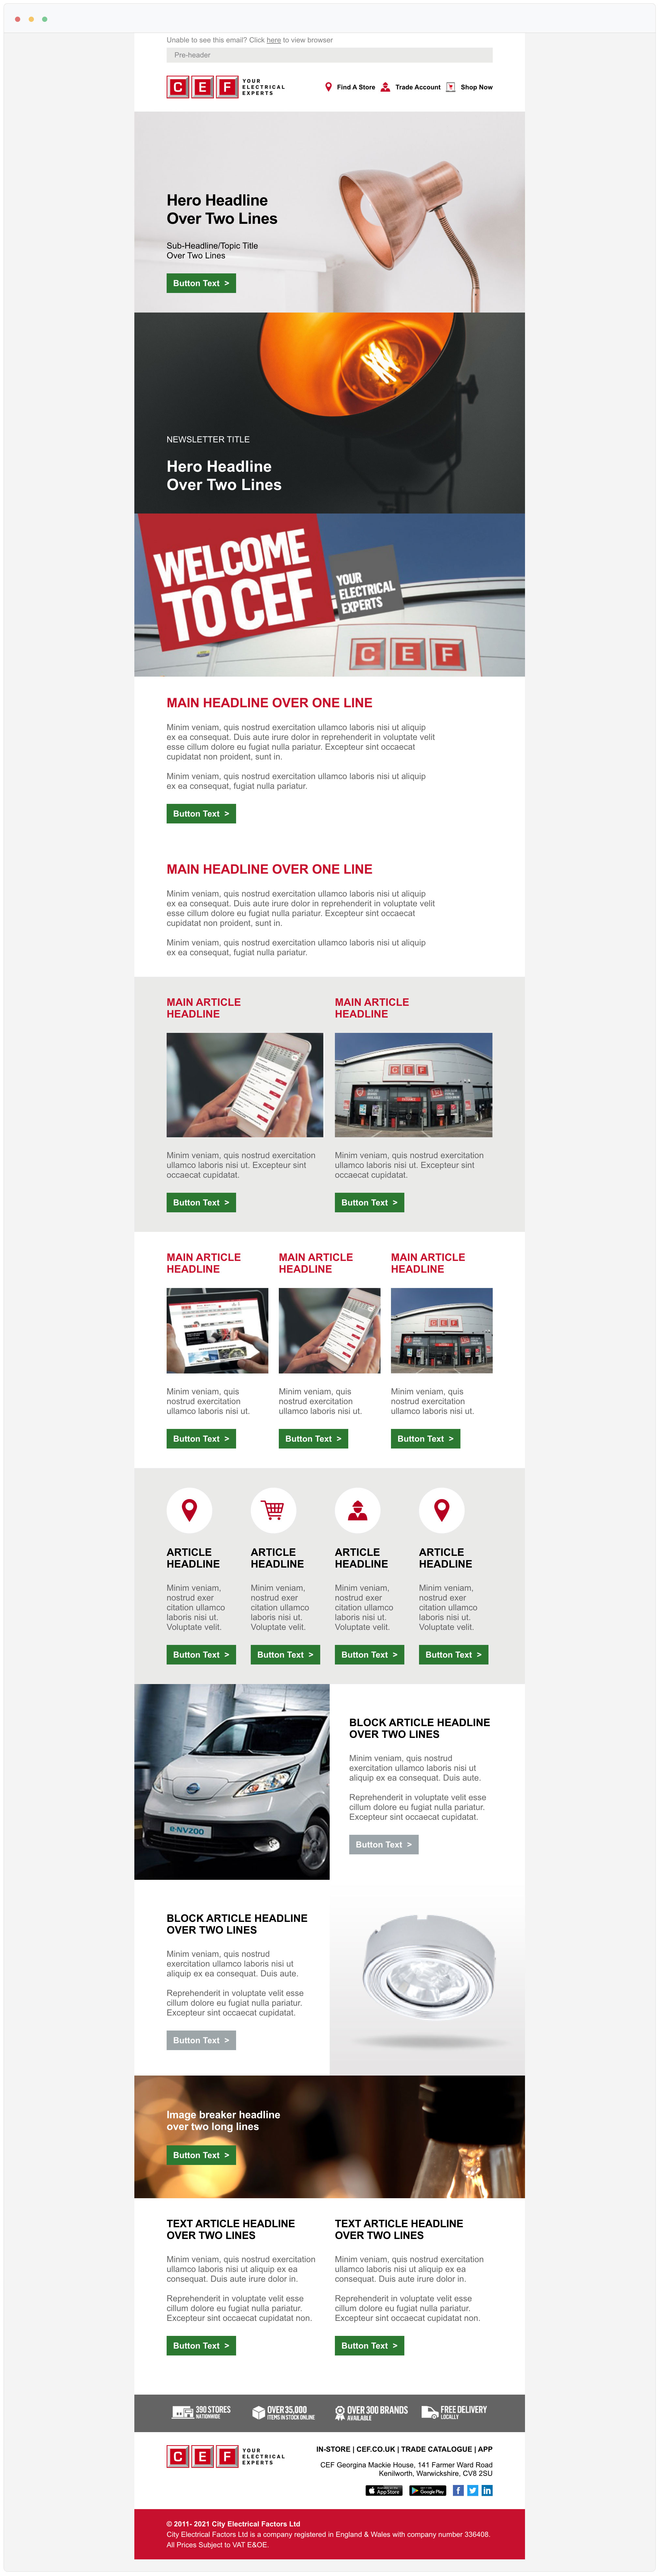 Unable to see this email? Click here to view browser
Pre-header
CEF YOUR ELECTRICAL EXPERTS
Find A Store Trade Account Shop Now
Hero Headline
Over Two Lines
Sub-Headline/Topic Title
Over Two Lines
Button Text >
NEWSLETTER TITLE
Hero Headline
Over Two Lines
WELCOME
TO CEF
YOUR
ELECTRICAL
EXPERTS
CEF
MAIN HEADLINE OVER ONE LINE
Minim veniam, quis nostrud exercitation ullamco laboris nisi ut aliquip
ex ea consequat. Duis aute irure dolor in reprehenderit in voluptate velit
esse cillum dolore eu fugiat nulla pariatur. Excepteur sint occaecat
cupidatat non proident, sunt in.
Minim veniam, quis nostrud exercitation ullamco laboris nisi ut aliquip
ex ea consequat, fugiat nulla pariatur.
Button Text >
MAIN HEADLINE OVER ONE LINE
Minim veniam, quis nostrud exercitation ullamco laboris nisi ut aliquip
ex ea consequat. Duis aute irure dolor in reprehenderit in voluptate velit
esse cillum dolore eu fugiat nulla pariatur. Excepteur sint occaecat
cupidatat non proident, sunt in.
Minim veniam, quis nostrud exercitation ullamco laboris nisi ut aliquip
ex ea consequat, fugiat nulla pariatur.
MAIN ARTICLE
HEADLINE
Minim veniam, quis nostrud exercitation
ullamco laboris nisi ut. Excepteur sint
occaecat cupidatat.
Button Text >
MAIN ARTICLE
HEADLINE
CEF
Minim veniam, quis nostrud exercitation
ullamco laboris nisi ut. Excepteur sint
occaecat cupidatat.
Button Text >
MAIN ARTICLE
HEADLINE
Minim veniam, quis
nostrud exercitation
ullamco laboris nisi ut.
Button Text >
MAIN ARTICLE
HEADLINE
Minim veniam, quis
nostrud exercitation
ullamco laboris nisi ut.
Button Text >
MAIN ARTICLE
HEADLINE
CEF
Minim veniam, quis
nostrud exercitation
ullamco laboris nisi ut.
Button Text >
ARTICLE
HEADLINE
Minim veniam,
nostrud exer
citation ullamco
laboris nisi ut.
Voluptate velit.
Button Text >
ARTICLE
HEADLINE
Minim veniam,
nostrud exer
citation ullamco
laboris nisi ut.
Voluptate velit.
Button Text >
ARTICLE
HEADLINE
Minim veniam,
nostrud exer
citation ullamco
laboris nisi ut.
Voluptate velit.
Button Text >
ARTICLE
HEADLINE
Minim veniam,
nostrud exer
citation ullamco
laboris nisi ut.
Voluptate velit.
Button Text >
e-NV200
BLOCK ARTICLE HEADLINE
OVER TWO LINES
Minim veniam, quis nostrud
exercitation ullamco laboris nisi ut
aliquip ex ea consequat. Duis aute.
Reprehenderit in voluptate velit esse
cillum dolore eu fugiat nulla pariatur.
Excepteur sint occaecat cupidatat.
Button Text >
BLOCK ARTICLE HEADLINE
OVER TWO LINES
Minim veniam, quis nostrud
exercitation ullamco laboris nisi ut
aliquip ex ea consequat. Duis aute.
Reprehenderit in voluptate velit esse
cillum dolore eu fugiat nulla pariatur.
Excepteur sint occaecat cupidatat.
Button Text >
Image breaker headline
over two long lines
Button Text >
TEXT ARTICLE HEADLINE
OVER TWO LINES
Minim veniam, quis nostrud exercitation
ullamco laboris nisi ut aliquip ex ea
consequat. Duis aute irure dolor in.
Reprehenderit in voluptate velit esse
cillum dolore eu fugiat nulla pariatur.
Excepteur sint occaecat cupidatat non.
Button Text >
TEXT ARTICLE HEADLINE
OVER TWO LINES
Minim veniam, quis nostrud exercitation
ullamco laboris nisi ut aliquip ex ea
consequat. Duis aute irure dolor in.
Reprehenderit in voluptate velit esse
cillum dolore eu fugiat nulla pariatur.
Excepteur sint occaecat cupidatat non.
Button Text >
390 STORES
NATIONWIDE
OVER 35,000
ITEMS IN STOCK ONLINE
OVER 300 BRANDS
AVAILABLE
FREE DELIVERY
LOCALLY
CEF YOUR ELECTRICAL EXPERTS
IN-STORE | CEF.CO.UK | TRADE CATALOGUE | APP
CEF Georgina Mackie House, 141 Farmer Ward Road
Kenilworth, Warwickshire, CV8 2SU
App Store
Google Play
© 2011- 2021 City Electrical Factors Ltd
City Electrical Factors Ltd is a company registered in England & Wales with company number 336408.
All Prices Subject to VAT E&OE.